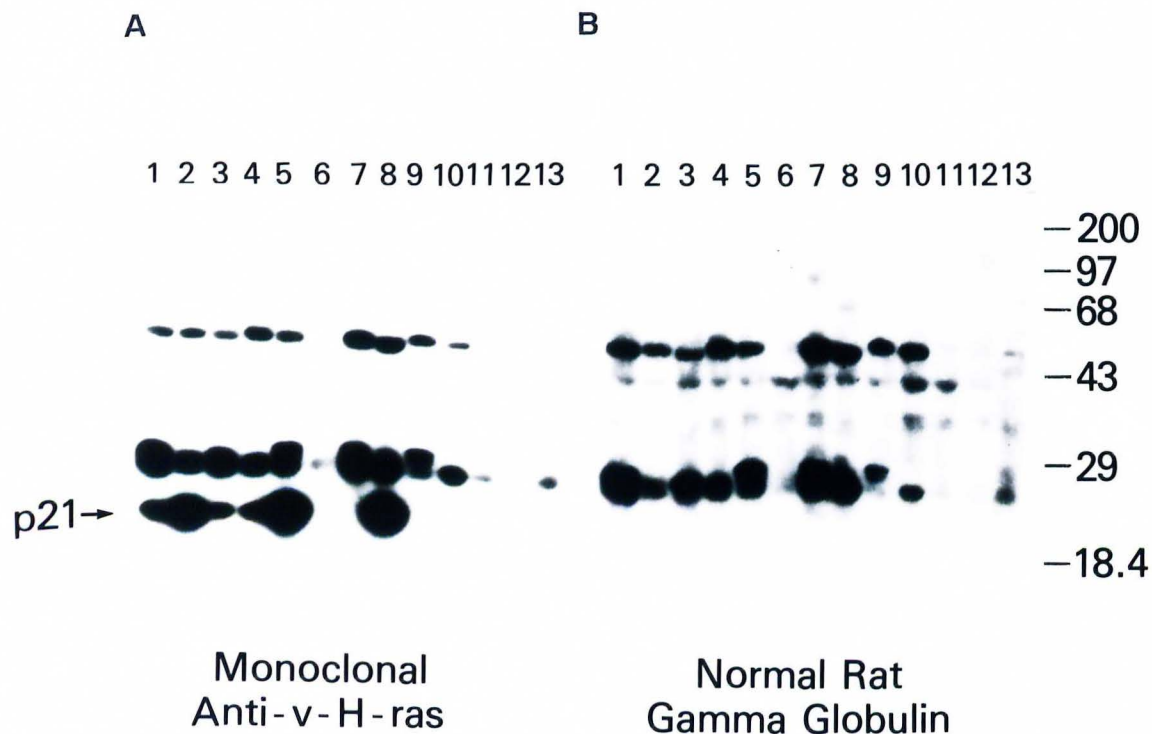 A B
1 2 3 4 5 6 7 8 9 10 11 12 13 1 2 3 4 5 6 7 8 9 10 11 12 13
—200
—97
—68
—43
—29
p21→
—18.4
Monoclonal
Anti-v-H-ras
Normal Rat
Gamma Globulin